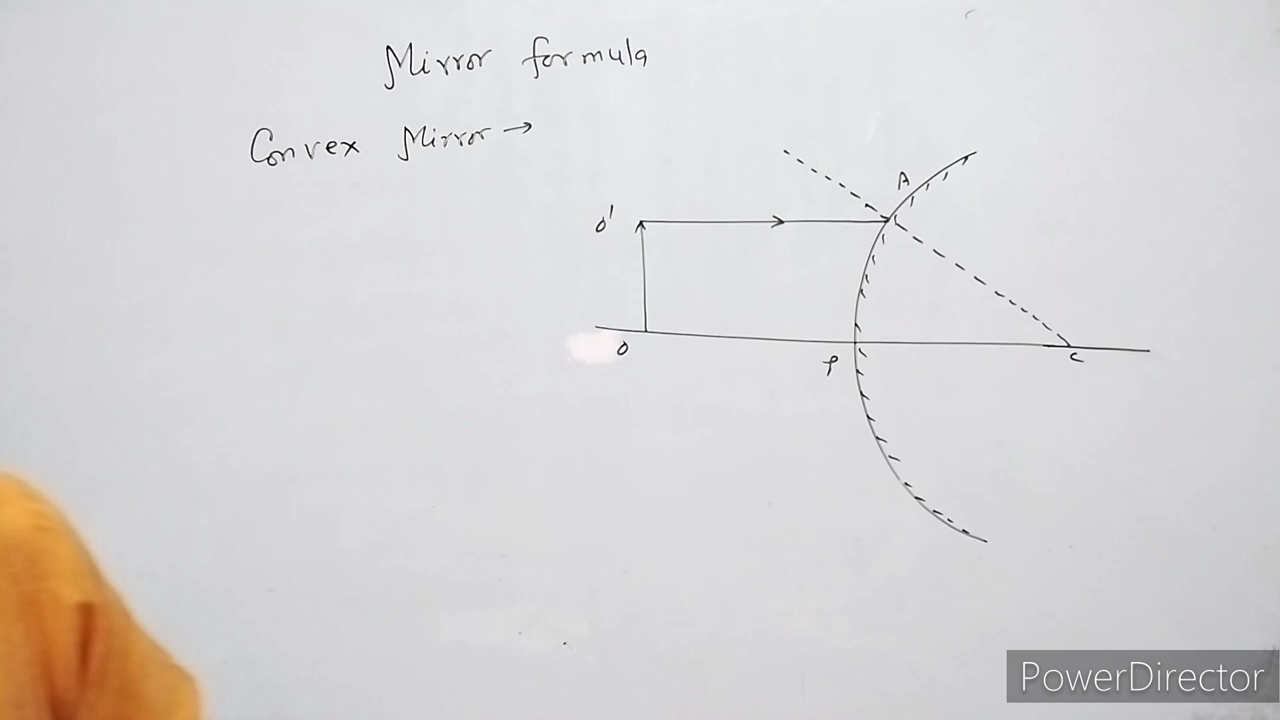 Mirror formula
Convex Mirror →
A
O'
O
P
C
PowerDirector